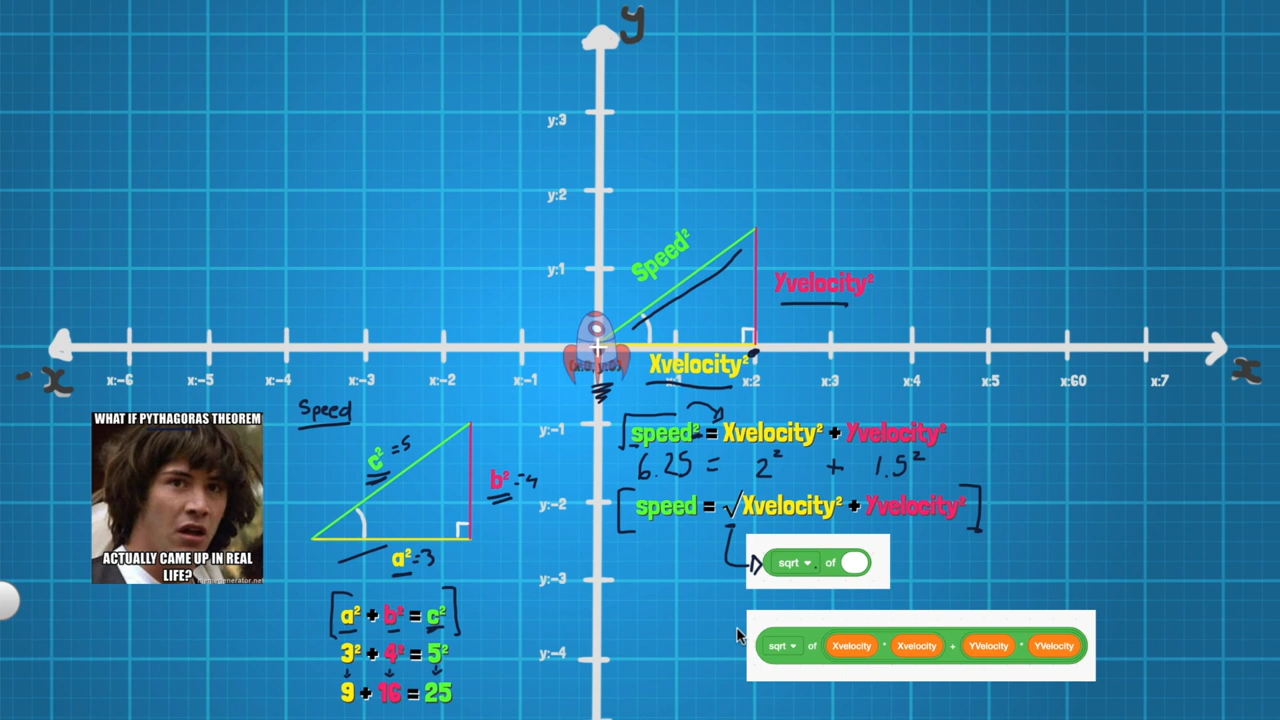 y
y:3
y:2
y:1
Speed²
Yvelocity²
Xvelocity²
- x
x:-6 x:-5 x:-4 x:-3 x:-2 x:-1 x:1 x:2 x:3 x:4 x:5 x:60 x:7
x
y:-1
y:-2
y:-3
y:-4
WHAT IF PYTHAGORAS THEOREM
ACTUALLY CAME UP IN REAL
LIFE?
memegenerator.net
Speed
c² =5
b² =4
a² =3
[a² + b² = c²]
3² + 4² = 5²
9 + 16 = 25
√speed² = Xvelocity² + Yvelocity²
6.25 = 2² + 1.5²
[speed = √Xvelocity² + Yvelocity²]
sqrt of
sqrt of Xvelocity * Xvelocity + YVelocity * YVelocity